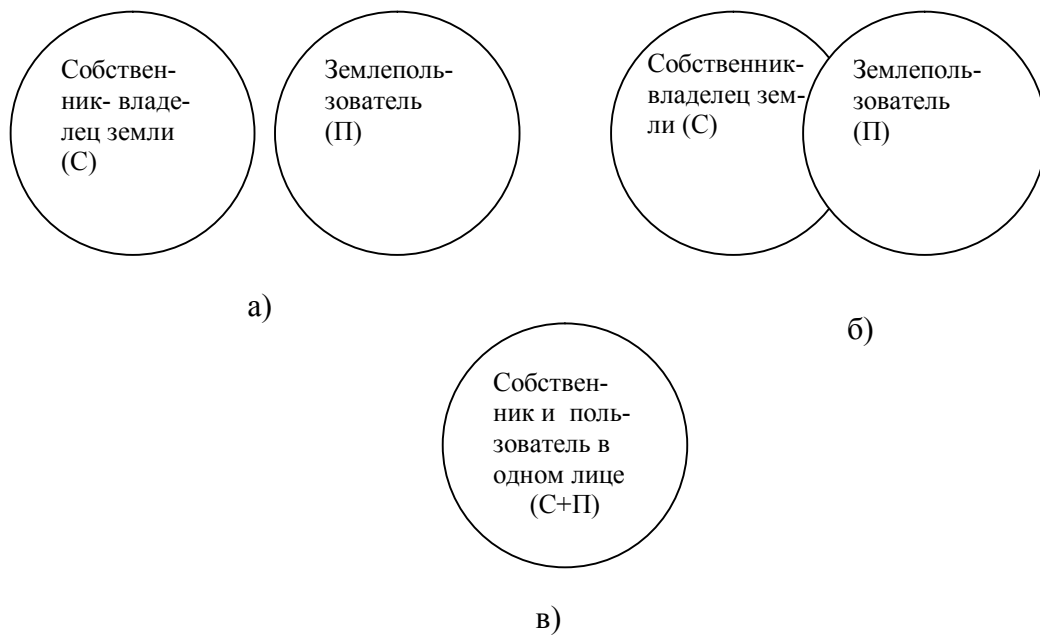 Собствен-
ник- владе-
лец земли
(С)
Землеполь-
зователь
(П)
а)
Собственник-
владелец зем-
ли (С)
Землеполь-
зователь
(П)
б)
Собствен-
ник и поль-
зователь в
одном лице
(С+П)
в)